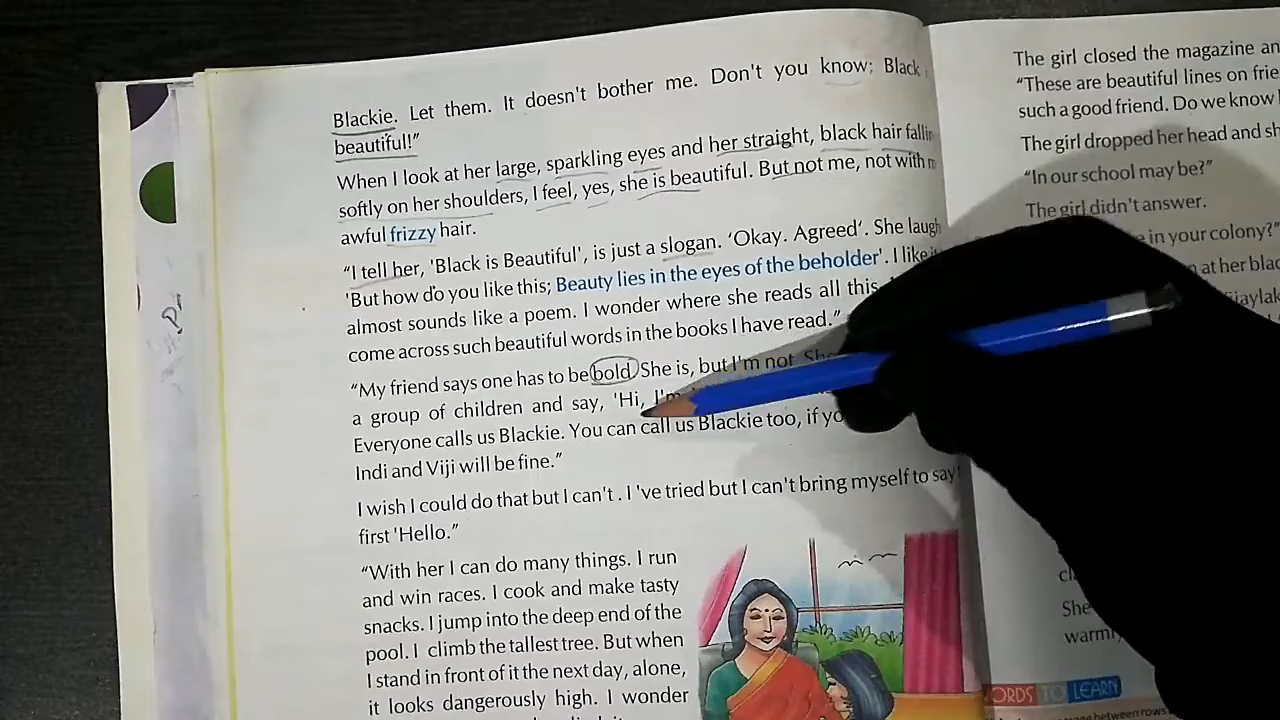 Blackie. Let them. It doesn't bother me. Don't you know; Black
beautiful!”
When I look at her large, sparkling eyes and her straight, black hair
softly on her shoulders, I feel, yes, she is beautiful. But not me, not with
awful frizzy hair.
“I tell her, 'Black is Beautiful', is just a slogan. ‘Okay. Agreed‘. She laugh
'But how do you like this; Beauty lies in the eyes of the beholder'. I like
almost sounds like a poem. I wonder where she reads all this.
come across such beautiful words in the books I have read.”
“My friend says one has to be bold. She is, but I'm not.
a group of children and say, 'Hi, I'm
Everyone calls us Blackie. You can call us Blackie too, if
Indi and Viji will be fine.”
I wish I could do that but I can't . I 've tried but I can't bring myself to say
first 'Hello.”
“With her I can do many things. I run
and win races. I cook and make tasty
snacks. I jump into the deep end of the
pool. I climb the tallest tree. But when
I stand in front of it the next day, alone,
it looks dangerously high. I wonder
The girl closed the magazine
“These are beautiful lines on
such a good friend. Do we know
The girl dropped her head and
“In our school may be?”
The girl didn't answer.
in your colony?”
at her
She
WORDS TO LEARN
between rows